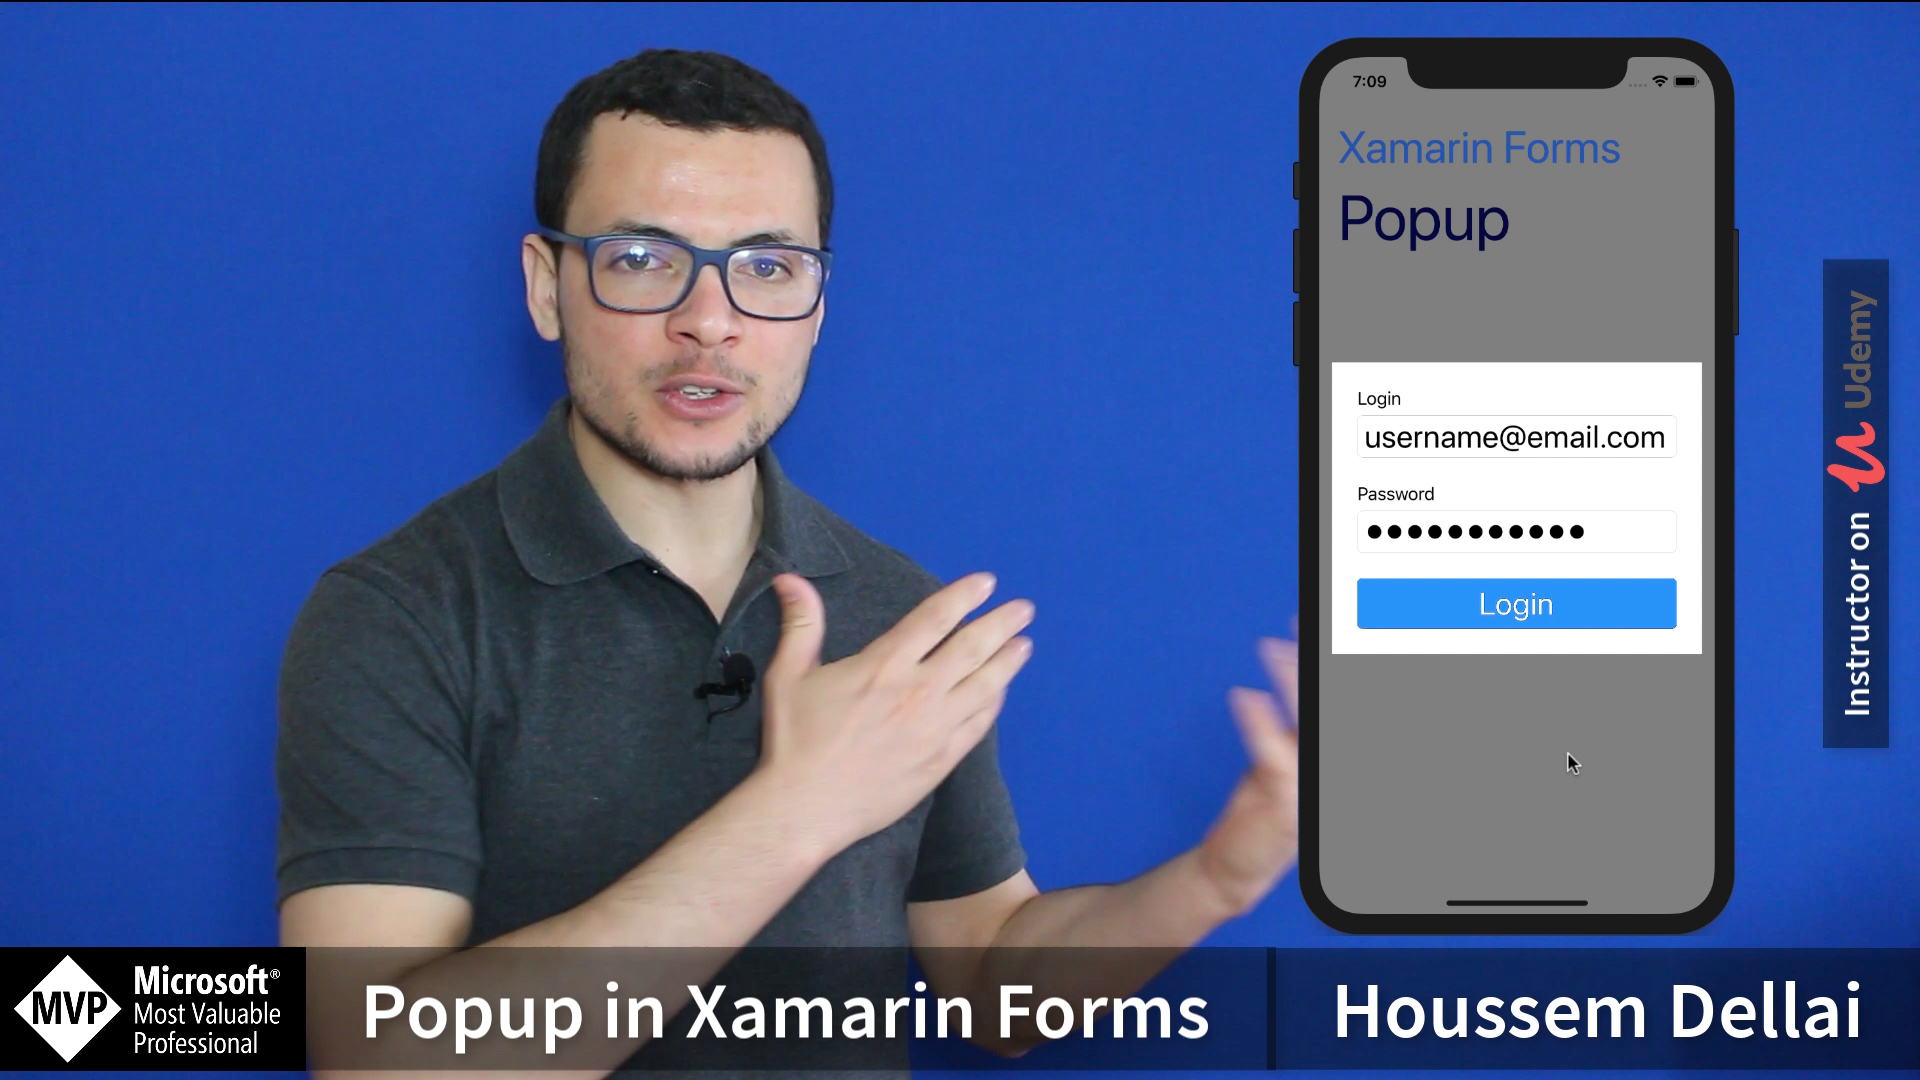 7:09
Xamarin Forms
Popup
Login
username@email.com
Password
Login
Instructor on Udemy
MVP
Microsoft®
Most Valuable
Professional
Popup in Xamarin Forms
Houssem Dellai